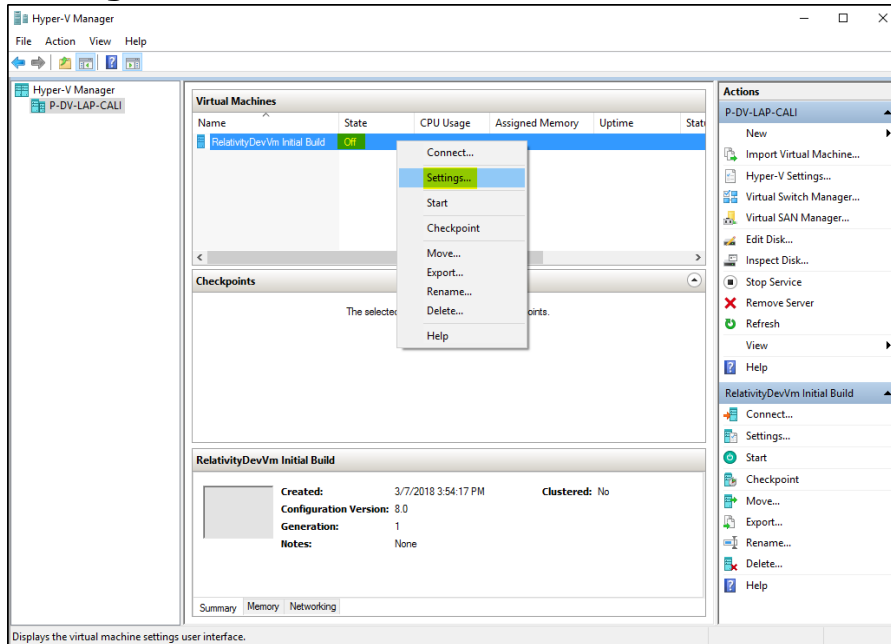 Hyper-V Manager
File Action View Help
Hyper-V Manager
P-DV-LAP-CALI
Virtual Machines
Name State CPU Usage Assigned Memory Uptime
RelativityDevVm Initial Build Off
Connect...
Settings...
Start
Checkpoint
Move...
Export...
Rename...
Delete...
Help
Checkpoints
The selected
RelativityDevVm Initial Build
Created: 3/7/2018 3:54:17 PM Clustered: No
Configuration Version: 8.0
Generation: 1
Notes: None
Summary Memory Networking
Actions
P-DV-LAP-CALI
New
Import Virtual Machine...
Hyper-V Settings...
Virtual Switch Manager...
Virtual SAN Manager...
Edit Disk...
Inspect Disk...
Stop Service
Remove Server
Refresh
View
Help
RelativityDevVm Initial Build
Connect...
Settings...
Start
Checkpoint
Move...
Export...
Rename...
Delete...
Help
Displays the virtual machine settings user interface.